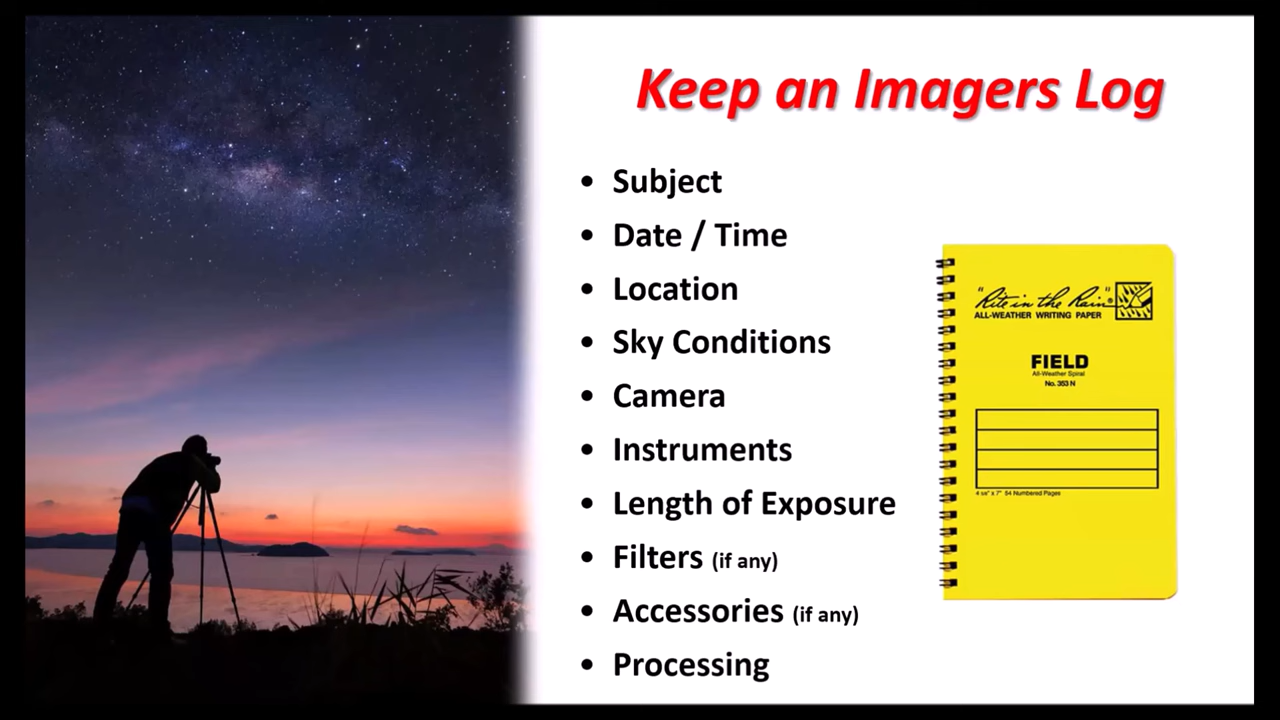 Keep an Imagers Log
• Subject
• Date / Time
• Location
• Sky Conditions
• Camera
• Instruments
• Length of Exposure
• Filters (if any)
• Accessories (if any)
• Processing
"Rite in the Rain"®
ALL-WEATHER WRITING PAPER
FIELD
All-Weather Spiral
No. 353 N
4 5/8" x 7" 54 Numbered Pages